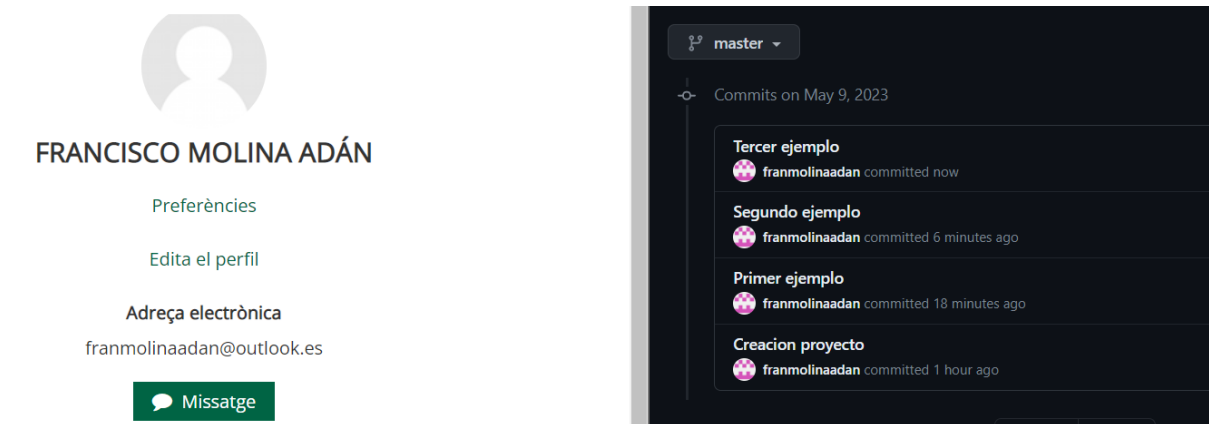 FRANCISCO MOLINA ADÁN
Preferències
Edita el perfil
Adreça electrònica
franmolinaadan@outlook.es
Missatge
master
Commits on May 9, 2023
Tercer ejemplo
franmolinaadan committed now
Segundo ejemplo
franmolinaadan committed 6 minutes ago
Primer ejemplo
franmolinaadan committed 18 minutes ago
Creacion proyecto
franmolinaadan committed 1 hour ago